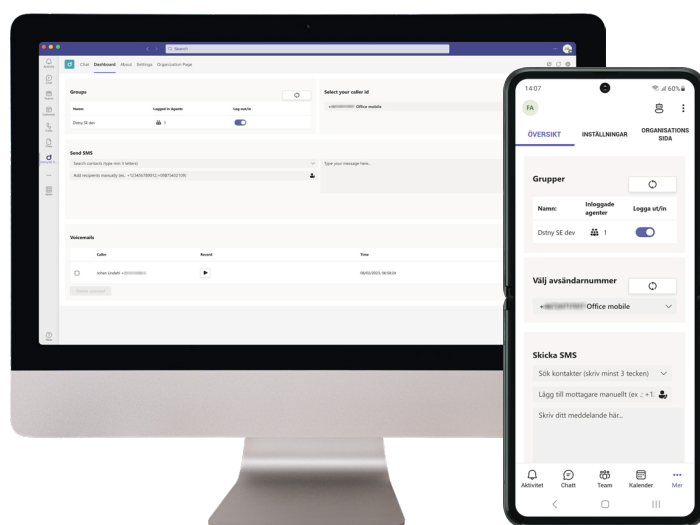 Search
Chat Dashboard About Settings Organization Page
Groups
Name: Logged in Agents Log out/in
Dstny SE dev 1
Select your caller id
Office mobile
Send SMS
Search contacts (type min 3 letters)
Type your message here..
Add recipients manually (ex.: +123456789912,+09875432109)
Voicemails
Caller Record Time
Johan Lindahl
08/02/2023, 06:59:24
14:07 60%
FA
ÖVERSIKT INSTÄLLNINGAR ORGANISATIONS
SIDA
Grupper
Namn: Inloggade
agenter Logga ut/in
Dstny SE dev 1
Välj avsändarnummer
+ Office mobile
Skicka SMS
Sök kontakter (skriv minst 3 tecken)
Lägg till mottagare manuellt (ex .: +1.
Skriv ditt meddelande här..
Aktivitet Chatt Team Kalender Mer